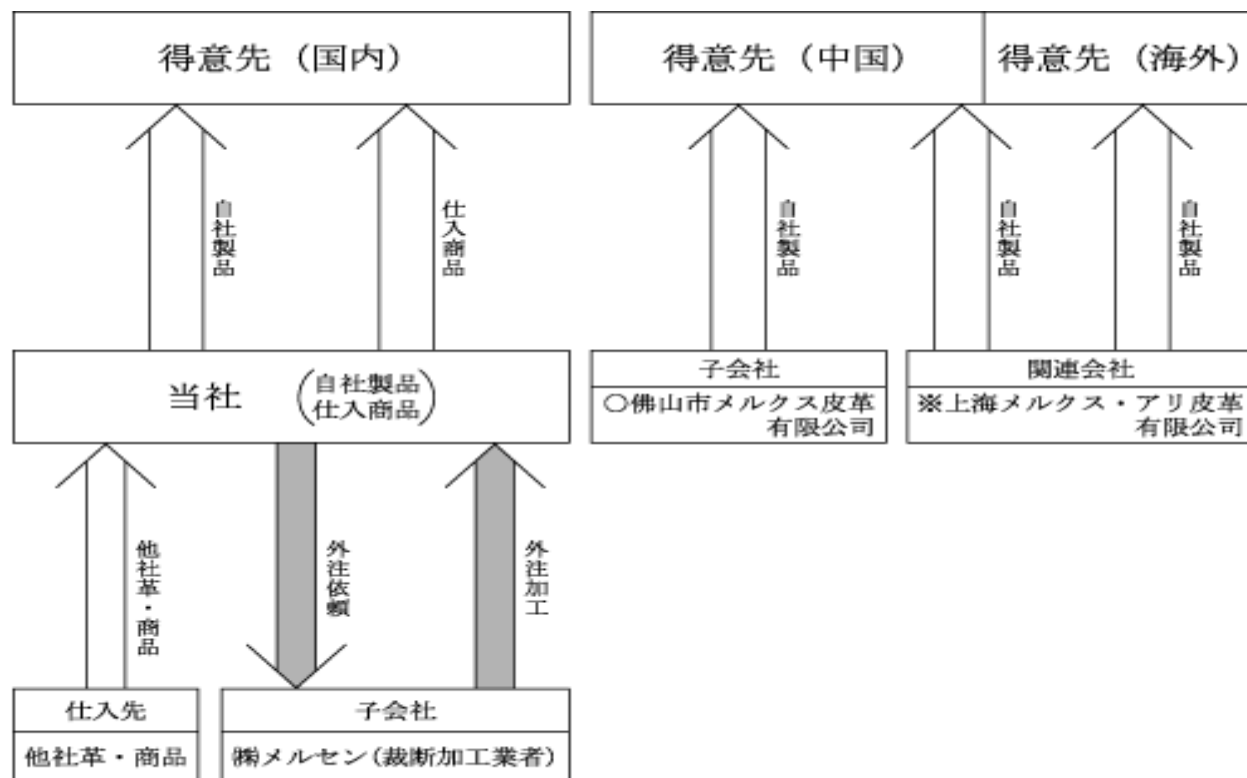 得意先（国内）
得意先（中国）
得意先（海外）
自社製品
仕入商品
自社製品
自社製品
自社製品
当社
自社製品
仕入商品
子会社
○佛山市メルクス皮革
有限公司
関連会社
※上海メルクス・アリ皮革
有限公司
他社革・商品
外注依頼
外注加工
仕入先
他社革・商品
子会社
㈱メルセン(裁断加工業者)